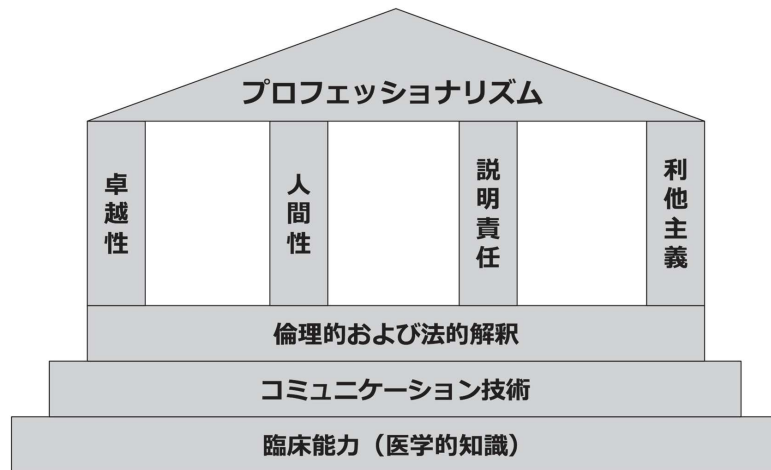 プロフェッショナリズム
卓越性
人間性
説明責任
利他主義
倫理的および法的解釈
コミュニケーション技術
臨床能力（医学的知識）